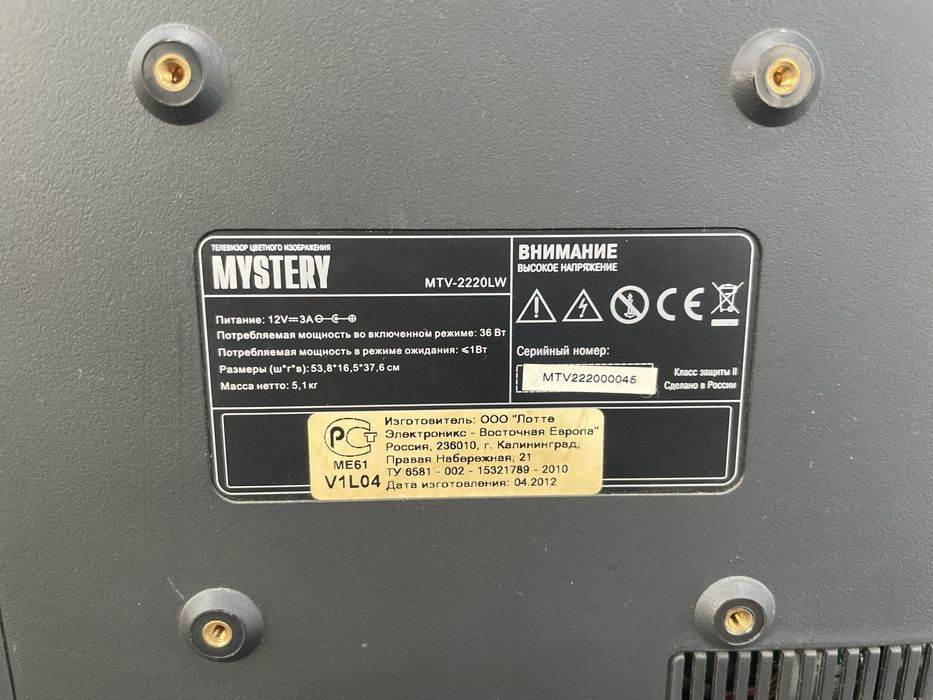 ТЕЛЕВИЗОР ЦВЕТНОГО ИЗОБРАЖЕНИЯ
MYSTERY
MTV-2220LW
Питание: 12V 3A
Потребляемая мощность во включенном режиме: 36 Вт
Потребляемая мощность в режиме ожидания: ≤1Вт
Размеры (ш*г*в): 53,8*16,5*37,6 см
Масса нетто: 5,1 кг
ВНИМАНИЕ
ВЫСОКОЕ НАПРЯЖЕНИЕ
CE
Серийный номер:
MTV222000045
Класс защиты II
Сделано в России
РСТ
ME61
V1L04
Изготовитель: ООО "Лотте
Электроникс - Восточная Европа"
Россия, 236010, г. Калининград,
Правая Набережная, 21
ТУ 6581 - 002 - 15321789 - 2010
Дата изготовления: 04.2012